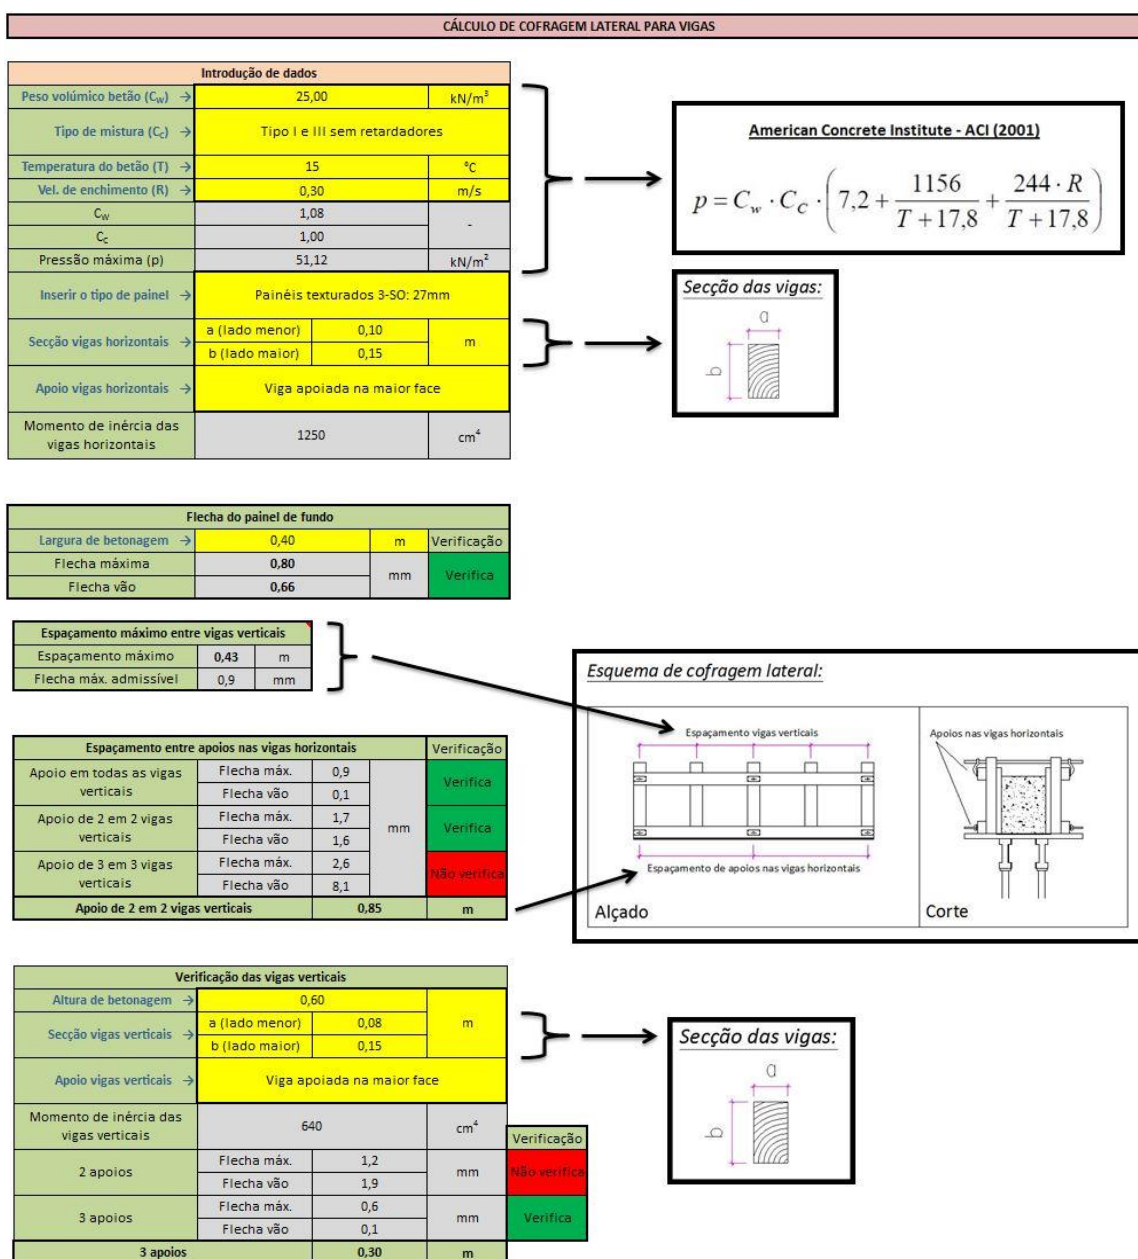 CÁLCULO DE COFRAGEM LATERAL PARA VIGAS
Introdução de dados
Peso volúmico betão (CW) → 25,00 kN/m³
Tipo de mistura (CC) → Tipo I e III sem retardadores
Temperatura do betão (T) → 15 °C
Vel. de enchimento (R) → 0,30 m/s
CW 1,08 -
CC 1,00
Pressão máxima (p) 51,12 kN/m²
Inserir o tipo de painel → Painéis texturados 3-SO: 27mm
Secção vigas horizontais → a (lado menor) 0,10 m
b (lado maior) 0,15
Apoio vigas horizontais → Viga apoiada na maior face
Momento de inércia das
vigas horizontais 1250 cm⁴
American Concrete Institute - ACI (2001)
p = Cw · CC · (7,2 + 1156 / T + 17,8 + 244 · R / T + 17,8)
Secção das vigas:
a
b
Flecha do painel de fundo
Largura de betonagem → 0,40 m Verificação
Flecha máxima 0,80 mm Verifica
Flecha vão 0,66
Espaçamento máximo entre vigas verticais
Espaçamento máximo 0,43 m
Flecha máx. admissível 0,9 mm
Espaçamento entre apoios nas vigas horizontais Verificação
Apoio em todas as vigas
verticais Flecha máx. 0,9 mm Verifica
Flecha vão 0,1
Apoio de 2 em 2 vigas
verticais Flecha máx. 1,7 Verifica
Flecha vão 1,6
Apoio de 3 em 3 vigas
verticais Flecha máx. 2,6 Não verifica
Flecha vão 8,1
Apoio de 2 em 2 vigas verticais 0,85 m
Esquema de cofragem lateral:
Espaçamento vigas verticais
Espaçamento de apoios nas vigas horizontais
Alçado
Apoios nas vigas horizontais
Corte
Verificação das vigas verticais
Altura de betonagem → 0,60 m
Secção vigas verticais → a (lado menor) 0,08
b (lado maior) 0,15
Apoio vigas verticais → Viga apoiada na maior face
Momento de inércia das
vigas verticais 640 cm⁴
Verificação
2 apoios Flecha máx. 1,2 mm Não verifica
Flecha vão 1,9
3 apoios Flecha máx. 0,6 mm Verifica
Flecha vão 0,1
3 apoios 0,30 m
Secção das vigas:
a
b